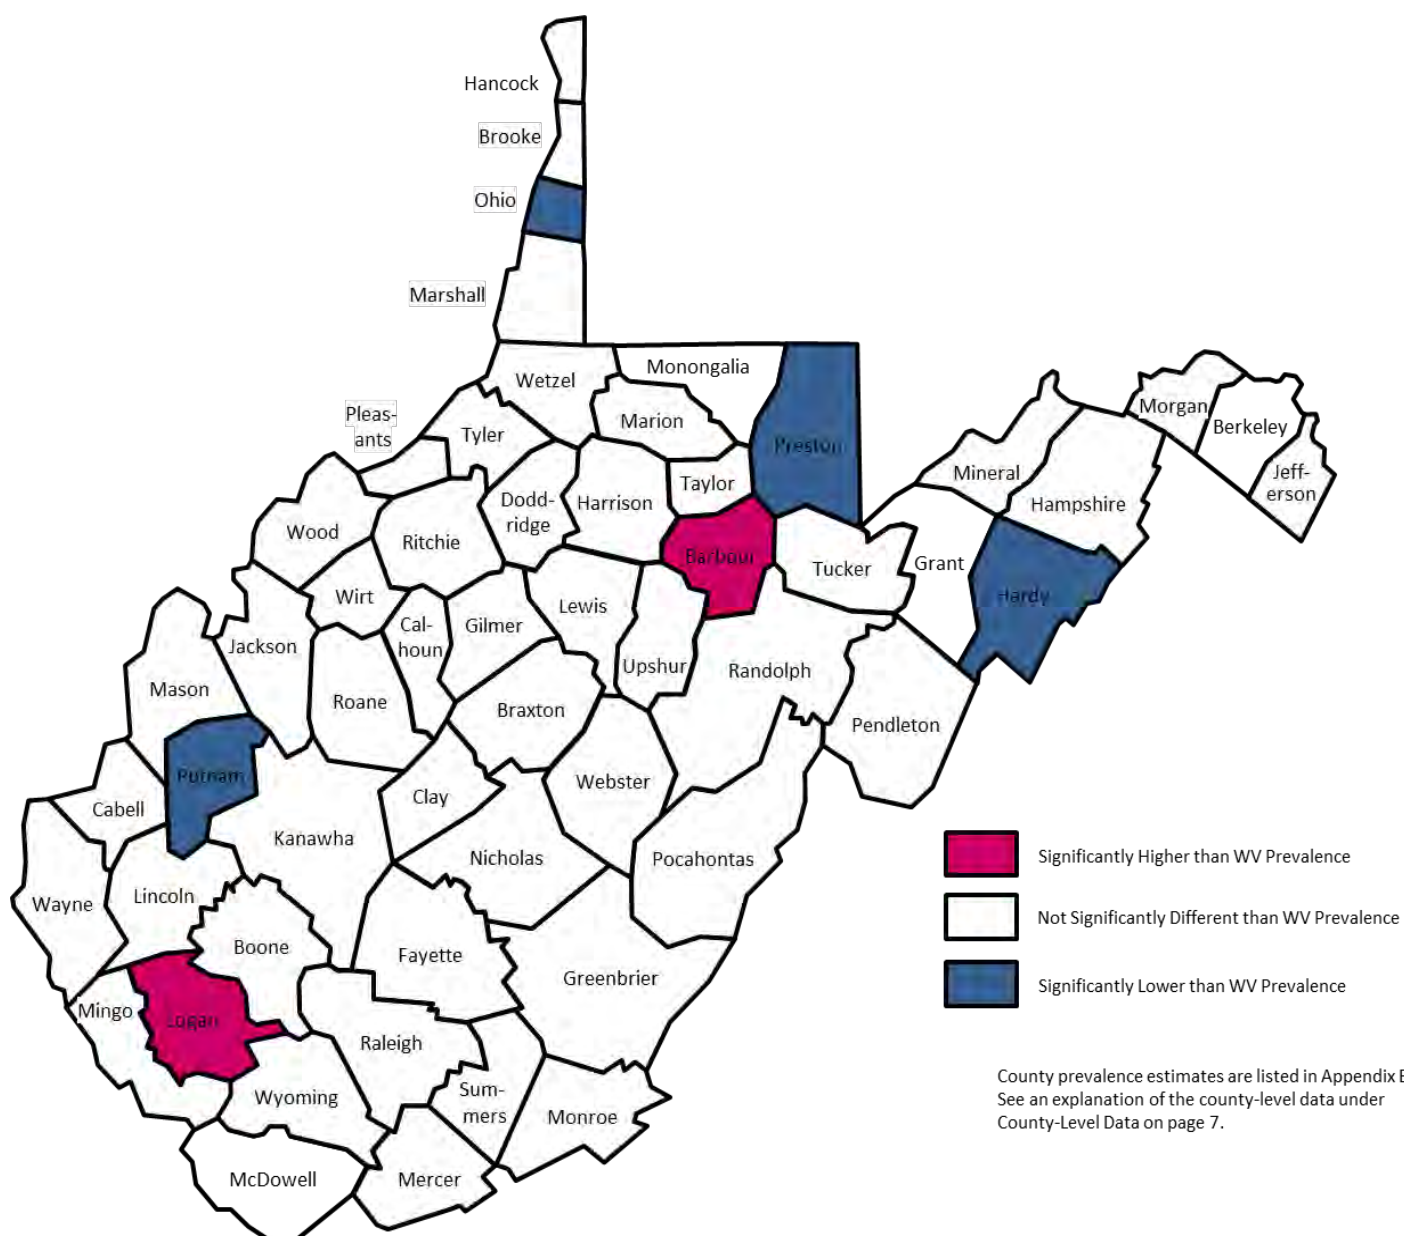 Hancock
Brooke
Ohio
Marshall
Wetzel
Monongalia
Pleas-
ants
Tyler
Marion
Preston
Morgan
Berkeley
Jeff-
erson
Mineral
Hampshire
Wood
Ritchie
Dodd-
ridge
Harrison
Taylor
Barbour
Tucker
Grant
Hardy
Wirt
Cal-
houn
Gilmer
Lewis
Upshur
Randolph
Jackson
Mason
Roane
Braxton
Pendleton
Putnam
Cabell
Clay
Webster
Kanawha
Nicholas
Pocahontas
Wayne
Lincoln
Boone
Fayette
Greenbrier
Mingo
Logan
Raleigh
Wyoming
Sum-
mers
Monroe
McDowell
Mercer
Significantly Higher than WV Prevalence
Not Significantly Different than WV Prevalence
Significantly Lower than WV Prevalence
County prevalence estimates are listed in Appendix E
See an explanation of the county-level data under
County-Level Data on page 7.